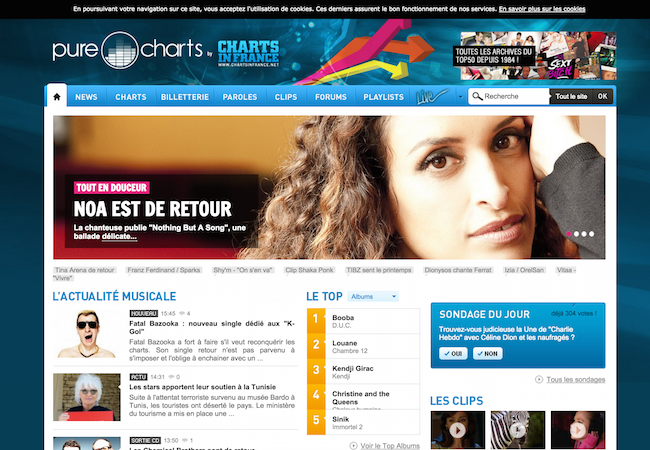 En poursuivant votre navigation sur ce site, vous acceptez l'utilisation de cookies. Ces derniers assurent le bon fonctionnement de nos services. En savoir plus sur les cookies
pure charts by CHARTS IN FRANCE
WWW.CHARTSINFRANCE.NET
TOUTES LES ARCHIVES DU
TOP50 DEPUIS 1984 !
NEWS CHARTS BILLETTERIE PAROLES CLIPS FORUMS PLAYLISTS Live Recherche Tout le site OK
TOUT EN DOUCEUR
NOA EST DE RETOUR
La chanteuse publie "Nothing But A Song", une
ballade délicate...
Tina Arena de retour Franz Ferdinand / Sparks Shy'm - "On s'en va" Clip Shaka Ponk TIBZ sent le printemps Dionysos chante Ferrat Izia / OrelSan Vitaa -
"Vivre"
L'ACTUALITÉ MUSICALE
NOUVEAU 15:45 4
Fatal Bazooka : nouveau single dédié aux "K-
Gol"
Fatal Bazooka a fort à faire s'il veut reconquérir les
charts. Son single retour n'est pas parvenu à
s'imposer et l'oblige à enchainer avec un ...
ACTU 14:31 0
Les stars apportent leur soutien à la Tunisie
Suite à l'attentat terroriste survenu au musée Bardo à
Tunis, les touristes ont déserté le pays. Le ministère
du tourisme a mis en place une ...
SORTIE CD 13:50 1
Les Chemical Brothers sont de retour
LE TOP Albums
1 Booba
D.U.C.
2 Louane
Chambre 12
3 Kendji Girac
Kendji
4 Christine and the
Queens
Chaleur humaine
5 Sinik
Immortel 2
Voir le Top Albums
SONDAGE DU JOUR déjà 304 votes !
Trouvez-vous judicieuse la Une de "Charlie
Hebdo" avec Céline Dion et les naufragés ?
OUI NON
Tous les sondages
LES CLIPS